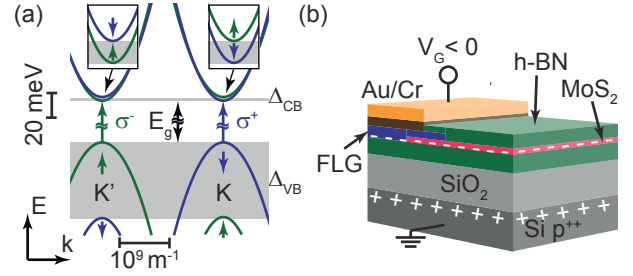 (a)
20 meV
σ-
E_g
σ+
Δ_CB
K'
K
Δ_VB
E
k
10⁹ m⁻¹
(b)
V_G < 0
h-BN
Au/Cr
MoS₂
FLG
SiO₂
+ + + + + + + + +
Si p⁺⁺